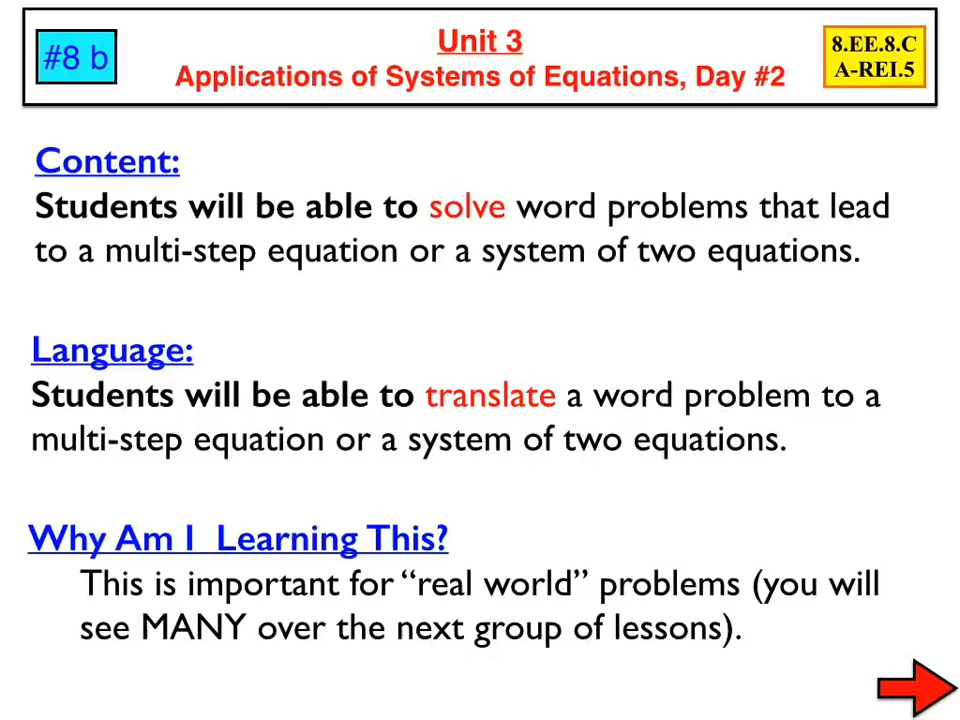 #8 b
Unit 3
Applications of Systems of Equations, Day #2
8.EE.8.C
A-REI.5
Content:
Students will be able to solve word problems that lead
to a multi-step equation or a system of two equations.
Language:
Students will be able to translate a word problem to a
multi-step equation or a system of two equations.
Why Am I  Learning This?
This is important for “real world” problems (you will
see MANY over the next group of lessons).